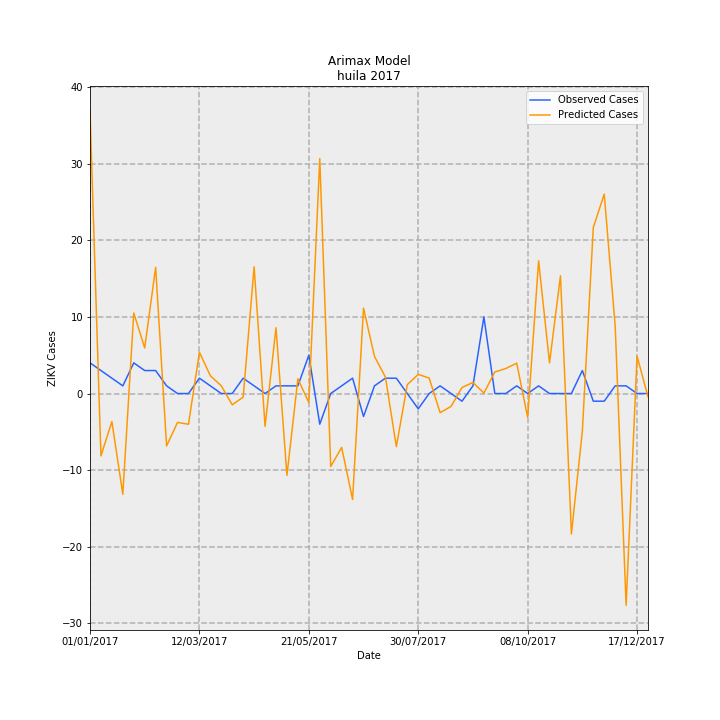 Arimax Model
huila 2017
Observed Cases
Predicted Cases
ZIKV Cases
40
30
20
10
0
−10
−20
−30
01/01/2017 12/03/2017 21/05/2017 30/07/2017 08/10/2017 17/12/2017
Date